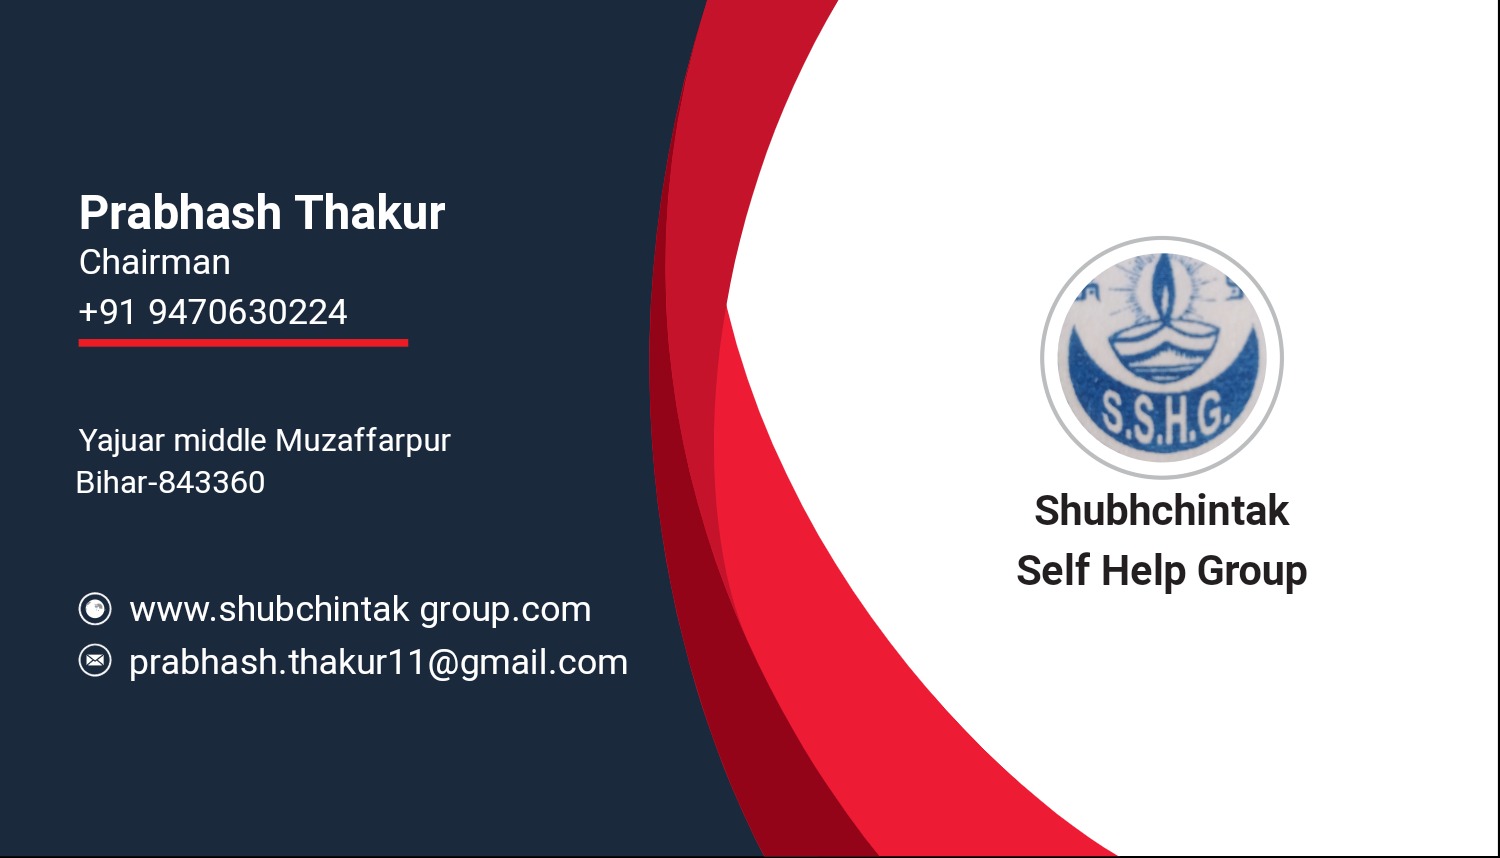 Prabhash Thakur
Chairman
+91 9470630224
Yajuar middle Muzaffarpur
Bihar-843360
www.shubchintak group.com
prabhash.thakur11@gmail.com
S.S.H.G.
Shubhchintak
Self Help Group